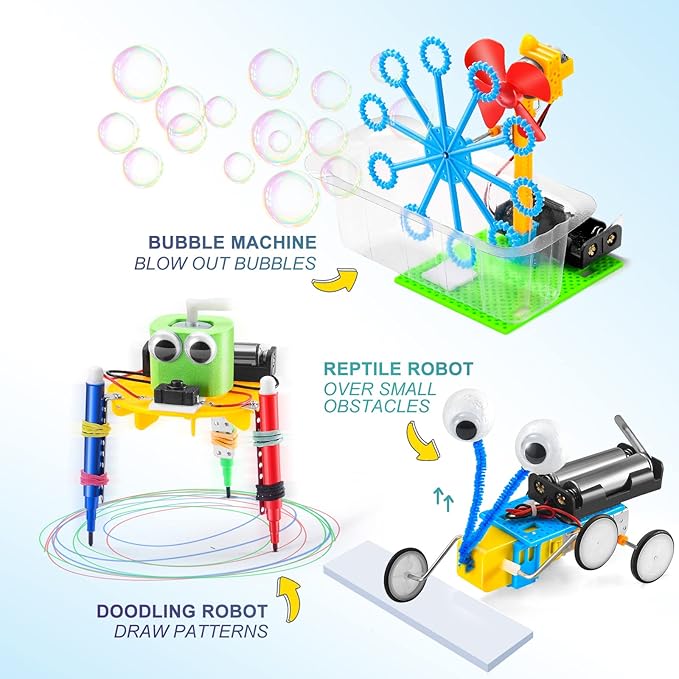 BUBBLE MACHINE
BLOW OUT BUBBLES
REPTILE ROBOT
OVER SMALL
OBSTACLES
DOODLING ROBOT
DRAW PATTERNS